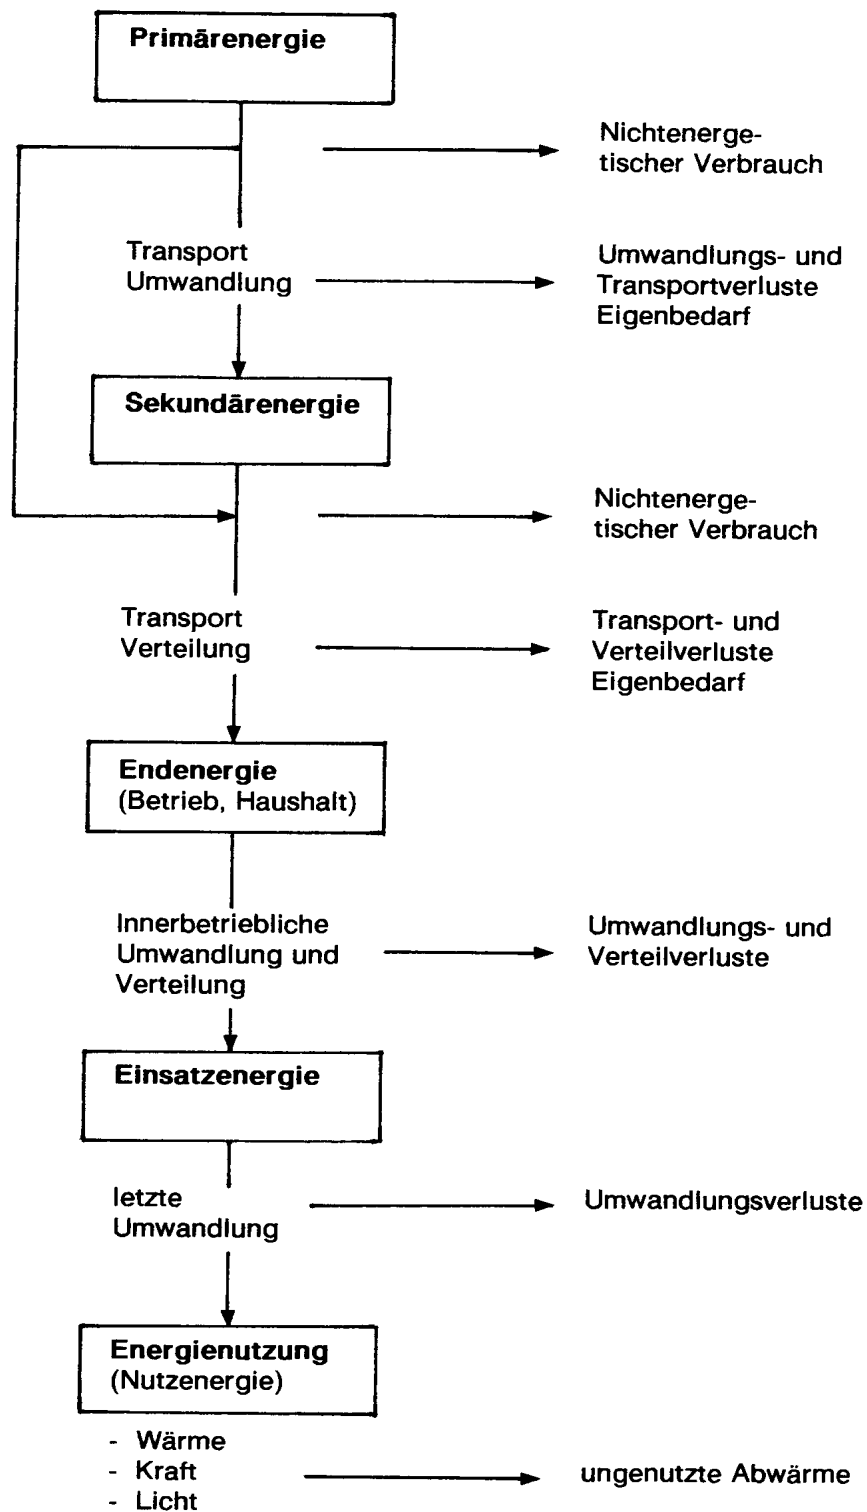 Primärenergie
Nichtenerge-
tischer Verbrauch
Transport
Umwandlung
Umwandlungs- und
Transportverluste
Eigenbedarf
Sekundärenergie
Nichtenerge-
tischer Verbrauch
Transport
Verteilung
Transport- und
Verteilverluste
Eigenbedarf
Endenergie
(Betrieb, Haushalt)
Innerbetriebliche
Umwandlung und
Verteilung
Umwandlungs- und
Verteilverluste
Einsatzenergie
letzte
Umwandlung
Umwandlungsverluste
Energienutzung
(Nutzenergie)
- Wärme
- Kraft
- Licht
ungenutzte Abwärme